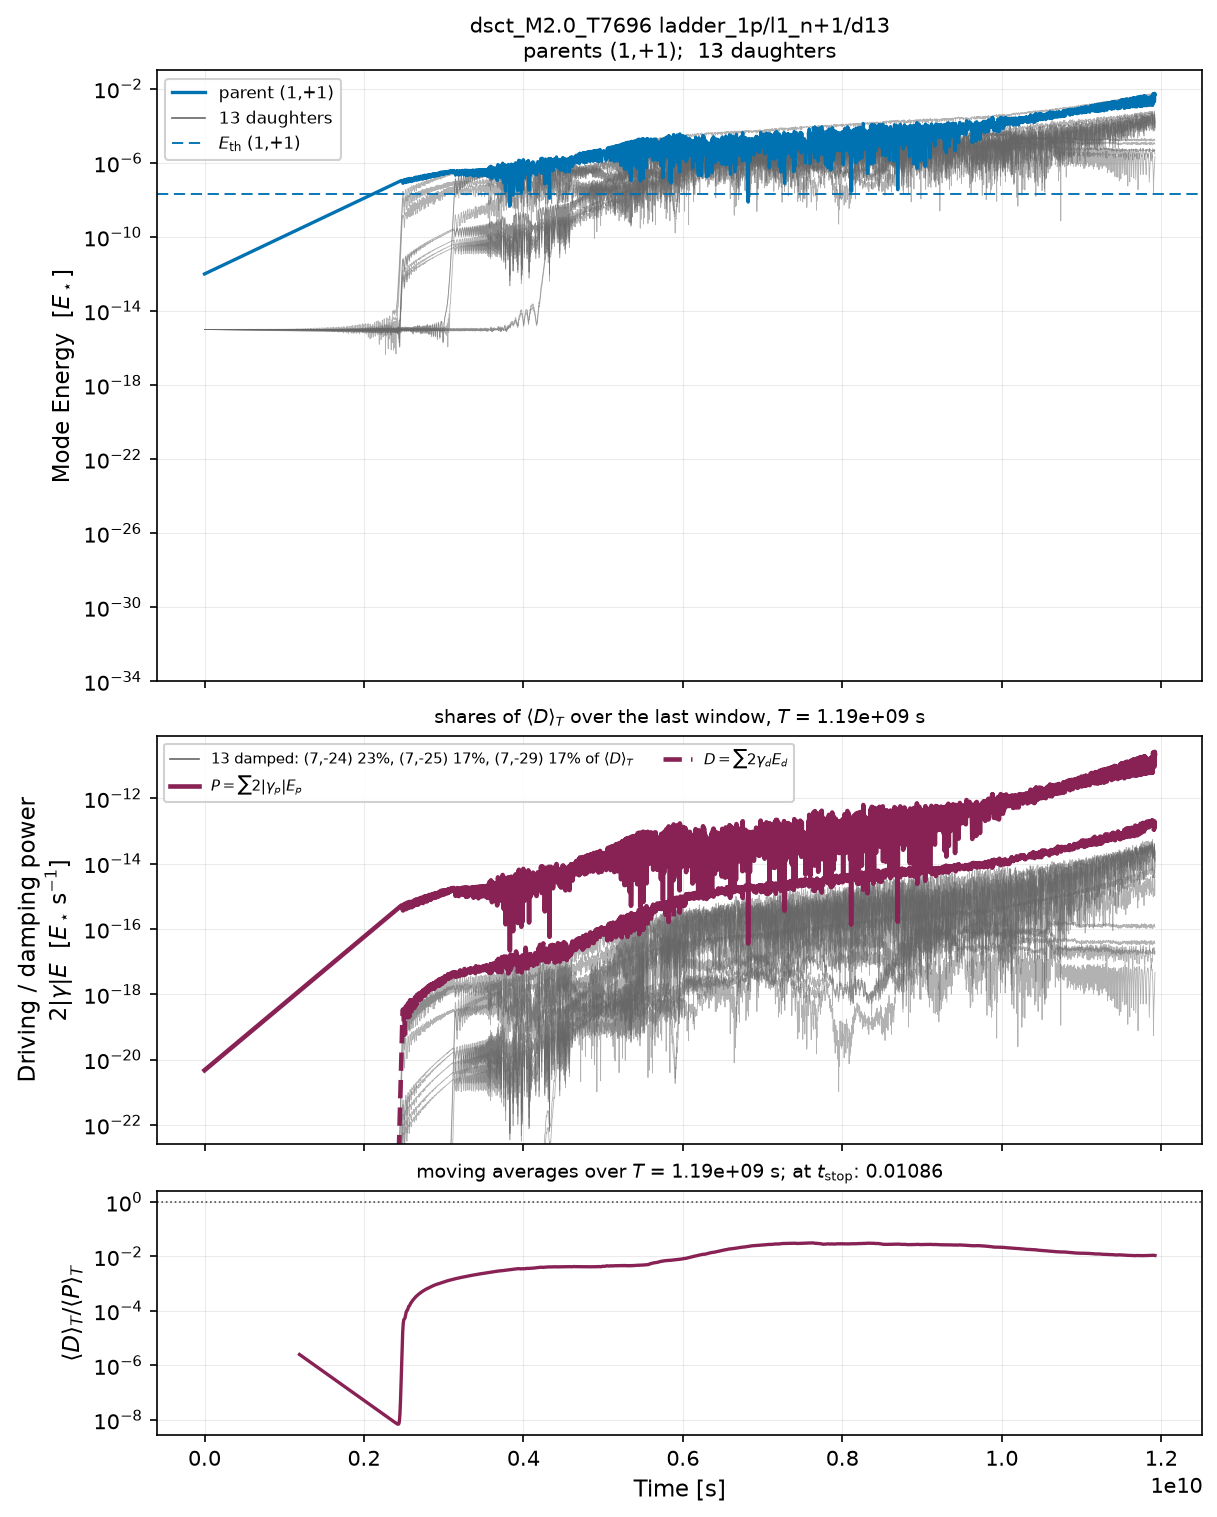 dsct_M2.0_T7696 ladder_1p/l1_n+1/d13
parents (1,+1);  13 daughters
parent (1,+1)
13 daughters
E_th (1,+1)
Mode Energy [E⋆]
10⁻²
10⁻⁶
10⁻¹⁰
10⁻¹⁴
10⁻¹⁸
10⁻²²
10⁻²⁶
10⁻³⁰
10⁻³⁴
shares of ⟨D⟩_T over the last window, T = 1.19e+09 s
13 damped: (7,-24) 23%, (7,-25) 17%, (7,-29) 17% of ⟨D⟩_T
P = ∑2|γ_p|E_p
D = ∑2γ_dE_d
Driving / damping power
2|γ|E [E⋆ s⁻¹]
10⁻¹²
10⁻¹⁴
10⁻¹⁶
10⁻¹⁸
10⁻²⁰
10⁻²²
moving averages over T = 1.19e+09 s; at t_stop: 0.01086
⟨D⟩_T/⟨P⟩_T
10⁰
10⁻²
10⁻⁴
10⁻⁶
10⁻⁸
0.0 0.2 0.4 0.6 0.8 1.0 1.2
1e10
Time [s]